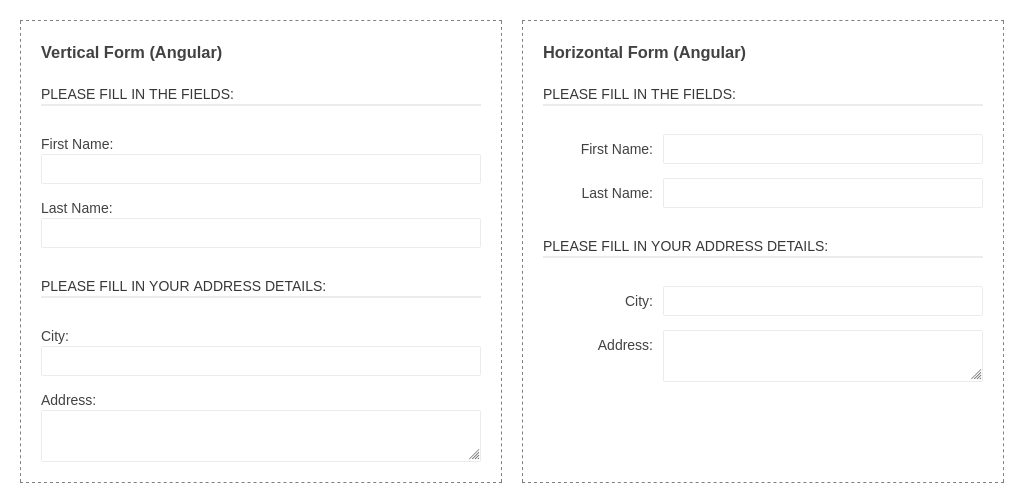 Vertical Form (Angular)
PLEASE FILL IN THE FIELDS:
First Name:
Last Name:
PLEASE FILL IN YOUR ADDRESS DETAILS:
City:
Address:
Horizontal Form (Angular)
PLEASE FILL IN THE FIELDS:
First Name:
Last Name:
PLEASE FILL IN YOUR ADDRESS DETAILS:
City:
Address: